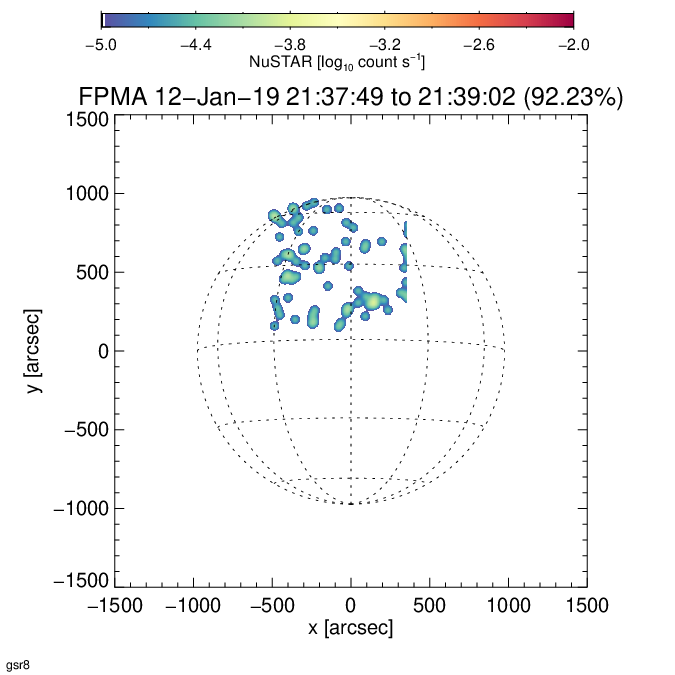 −5.0 −4.4 −3.8 −3.2 −2.6 −2.0
NuSTAR [log10 count s−1]
FPMA 12−Jan−19 21:37:49 to 21:39:02 (92.23%)
1500
1000
500
0
−500
−1000
−1500
y [arcsec]
−1500 −1000 −500 0 500 1000 1500
x [arcsec]
gsr8